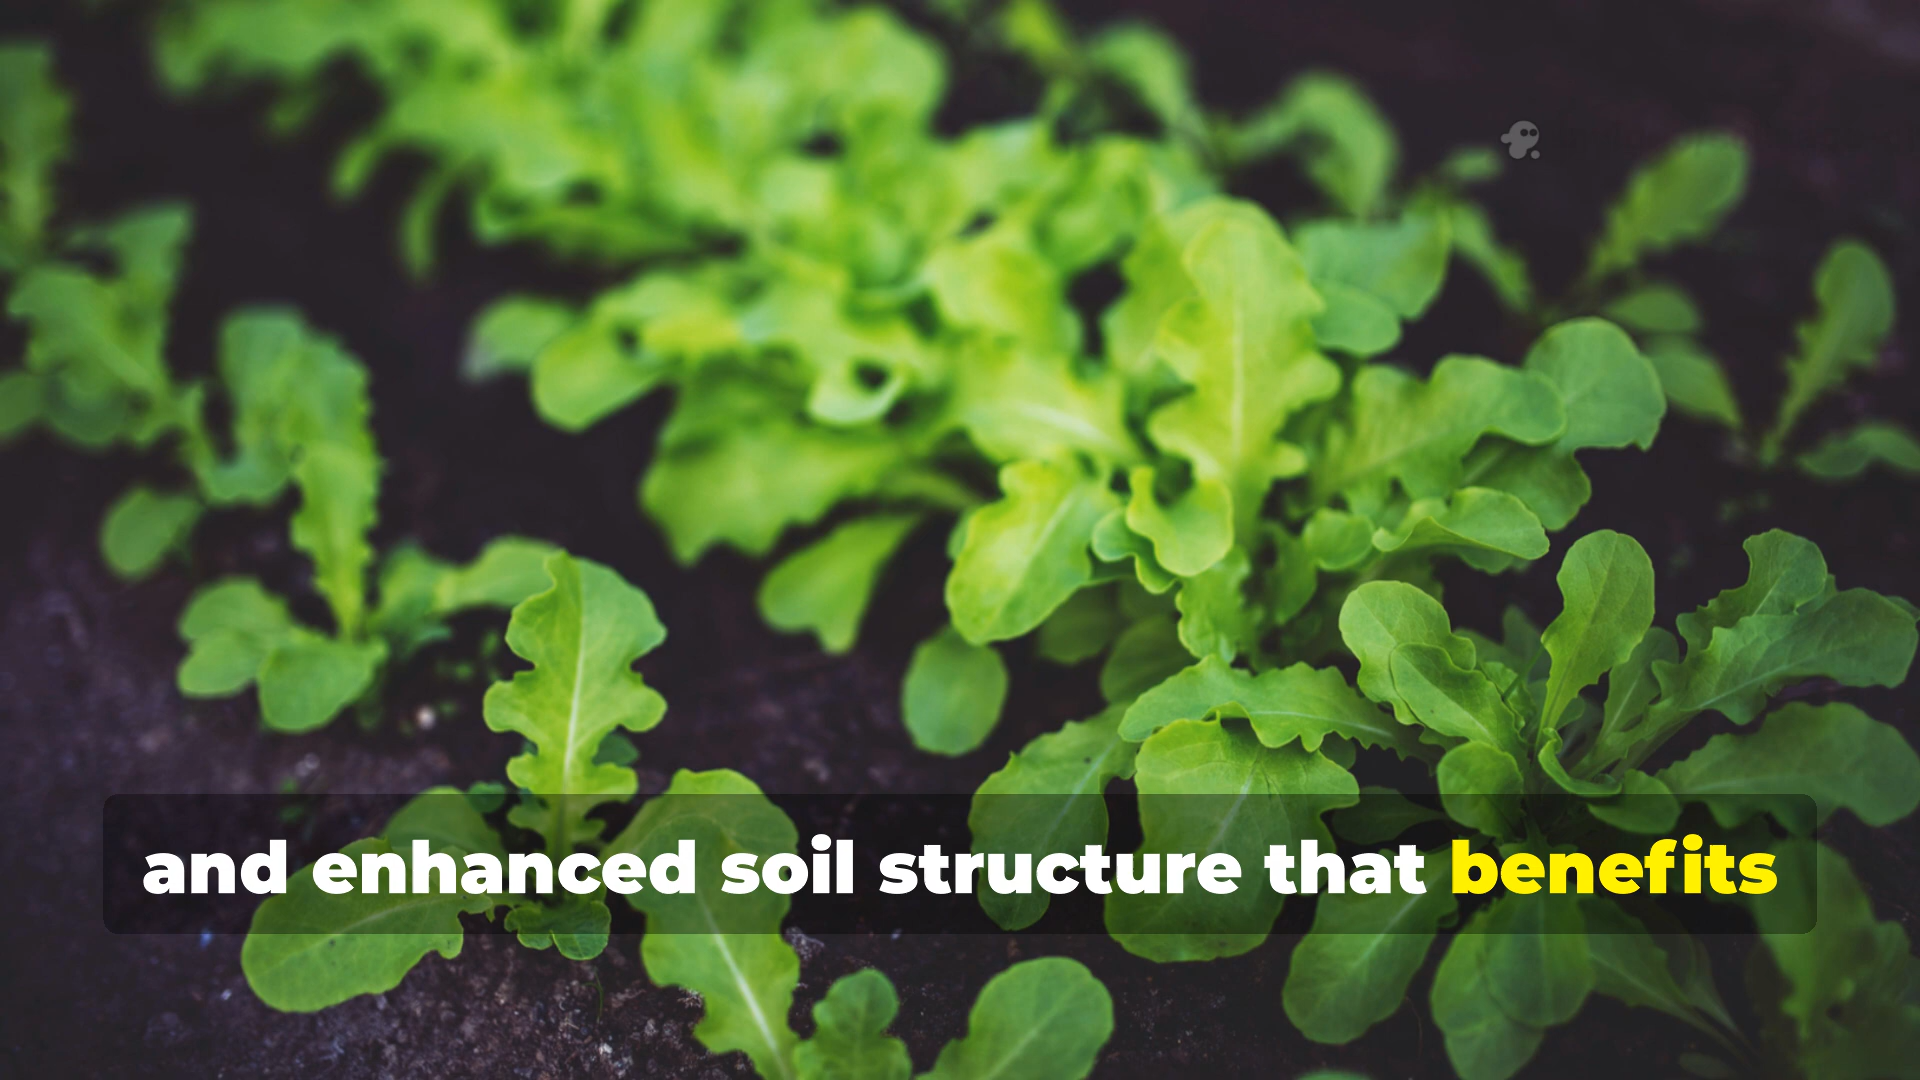 and enhanced soil structure that benefits